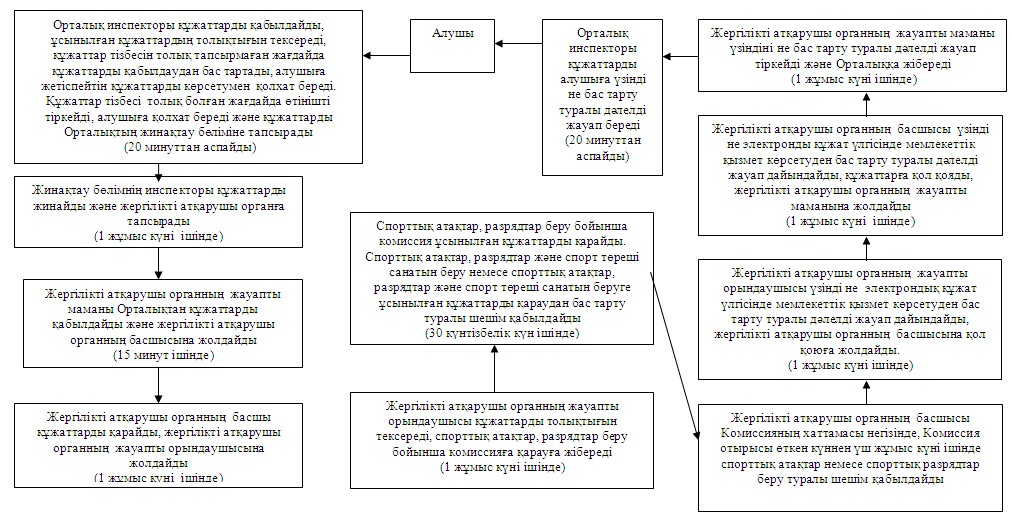 Орталық инспекторы құжаттарды қабылдайды,
ұсынылған құжаттардың толықтығын тексереді,
құжаттар тізбесін толық тапсырмаған жағдайда
құжаттарды қабылдаудан бас тартады, алушыға
жетіспейтін құжаттарды көрсетумен қолхат береді.
Құжаттар тізбесі толық болған жағдайда өтінішті
тіркейді, алушыға қолхат береді және құжаттарды
Орталықтың жинақтау бөліміне тапсырады
(20 минуттан аспайды)
Жинақтау бөлімнің инспекторы құжаттарды
жинайды және жергілікті атқарушы органға
тапсырады
(1 жұмыс күні ішінде)
Жергілікті атқарушы органның жауапты
маманы Орталықтан құжаттарды
қабылдайды және жергілікті атқарушы
органның басшысына жолдайды
(15 минут ішінде)
Жергілікті атқарушы органның басшы
құжаттарды қарайды, жергілікті атқарушы
органның жауапты орындаушысына
жолдайды
(1 жұмыс күні ішінде)
Алушы
Орталық
инспекторы
құжаттарды
алушыға үзінді
не бас тарту
туралы дәлелді
жауап береді
(20 минуттан
аспайды)
Спорттық атақтар, разрядтар беру бойынша
комиссия ұсынылған құжаттарды қарайды.
Спорттық атақтар, разрядтар және спорт төреші
санатын беру немесе спорттық атақтар,
разрядтар және спорт төреші санатын беруге
ұсынылған құжаттарды қараудан бас тарту
туралы шешім қабылдайды
(30 күнтізбелік күн ішінде)
Жергілікті атқарушы органның жауапты
орындаушысы құжаттарды толықтығын
тексереді, спорттық атақтар, разрядтар беру
бойынша комиссияға қарауға жібереді
(1 жұмыс күні ішінде)
Жергілікті атқарушы органның жауапты маманы
үзіндіні не бас тарту туралы дәлелді жауап
тіркейді және Орталыққа жібереді
(1 жұмыс күні ішінде)
Жергілікті атқарушы органның басшысы үзінді
не электронды құжат үлгісінде мемлекеттік
қызмет көрсетуден бас тарту туралы дәлелді
жауап дайындайды, құжаттарға қол қояды,
жергілікті атқарушы органның жауапты
маманына жолдайды
(1 жұмыс күні ішінде)
Жергілікті атқарушы органның жауапты
орындаушысы үзінді не электрондық құжат
үлгісінде мемлекеттік қызмет көрсетуден бас
тарту туралы дәлелді жауап дайындайды,
жергілікті атқарушы органның басшысына қол
қоюға жолдайды.
(1 жұмыс күні ішінде)
Жергілікті атқарушы органның басшысы
Комиссияның хаттамасы негізінде, Комиссия
отырысы өткен күннен үш жұмыс күні ішінде
спорттық атақтар немесе спорттық разрядтар
беру туралы шешім қабылдайды